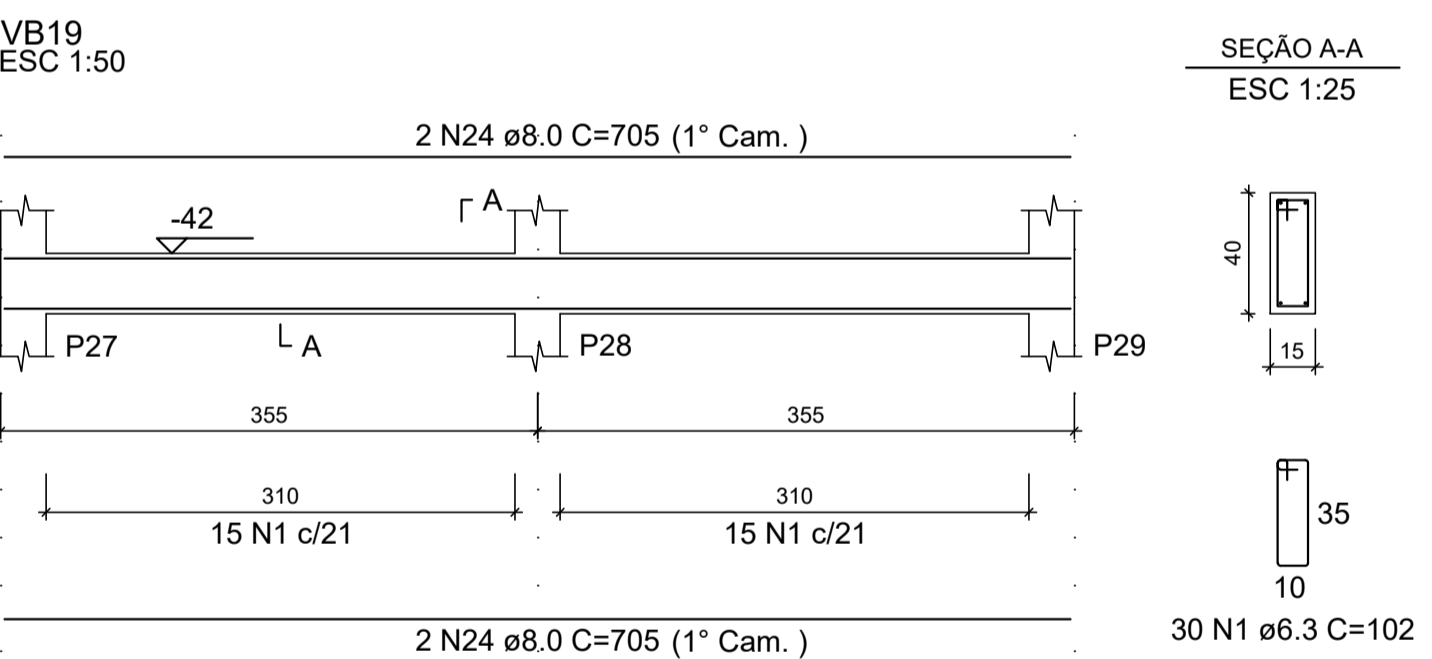 VB19
ESC 1:50
SEÇÃO A-A
ESC 1:25
2 N24 ø8.0 C=705 (1° Cam. )
A
-42
40
P27
A
P28
P29
15
355
355
310
310
15 N1 c/21
15 N1 c/21
35
10
30 N1 ø6.3 C=102
2 N24 ø8.0 C=705 (1° Cam. )